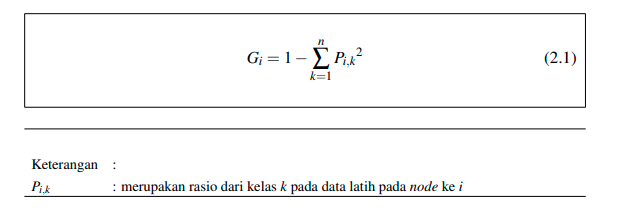 G_i = 1 − ∑_{k=1}^{n} P_{i,k}^2 (2.1)
Keterangan :
P_{i,k} : merupakan rasio dari kelas k pada data latih pada node ke i